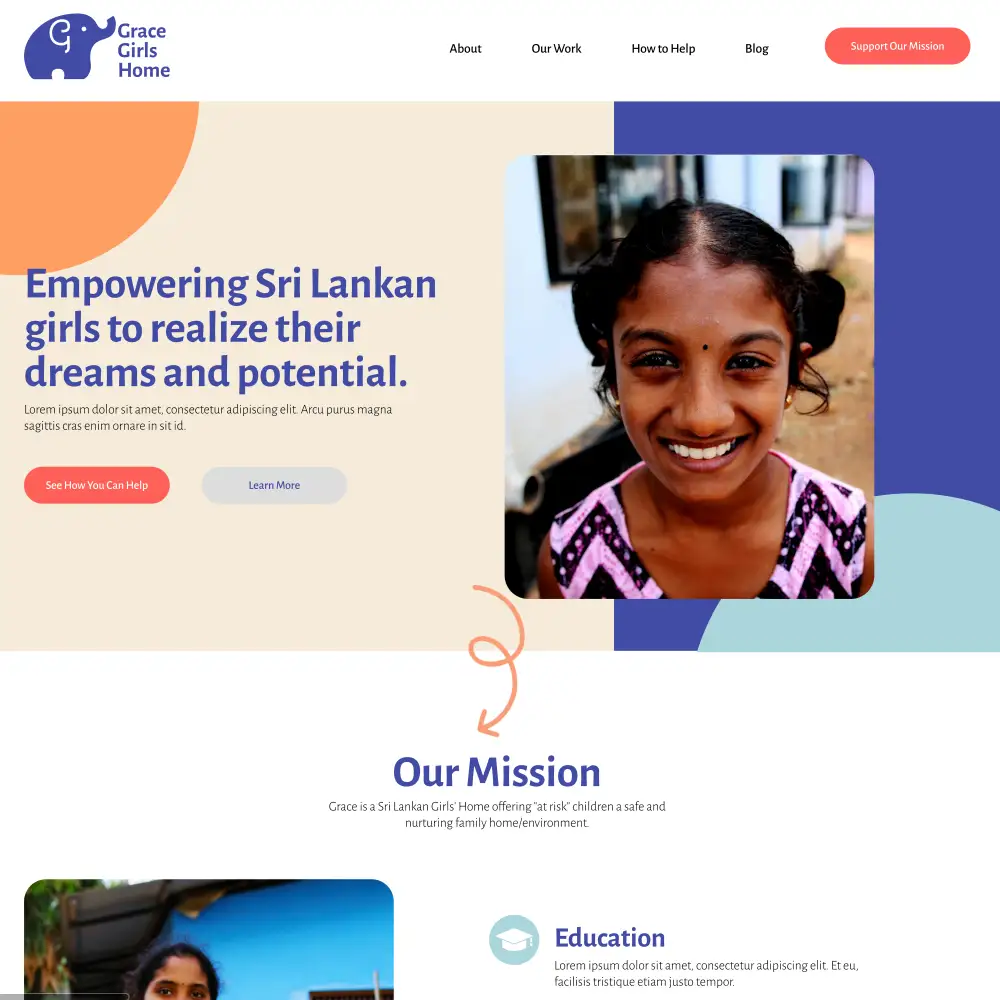 G
Grace
Girls
Home
About
Our Work
How to Help
Blog
Support Our Mission
Empowering Sri Lankan
girls to realize their
dreams and potential.
Lorem ipsum dolor sit amet, consectetur adipiscing elit. Arcu purus magna
sagittis cras enim ornare in sit id.
See How You Can Help
Learn More
Our Mission
Grace is a Sri Lankan Girls' Home offering "at risk" children a safe and
nurturing family home/environment.
Education
Lorem ipsum dolor sit amet, consectetur adipiscing elit. Et eu,
facilisis tristique etiam justo tempor.